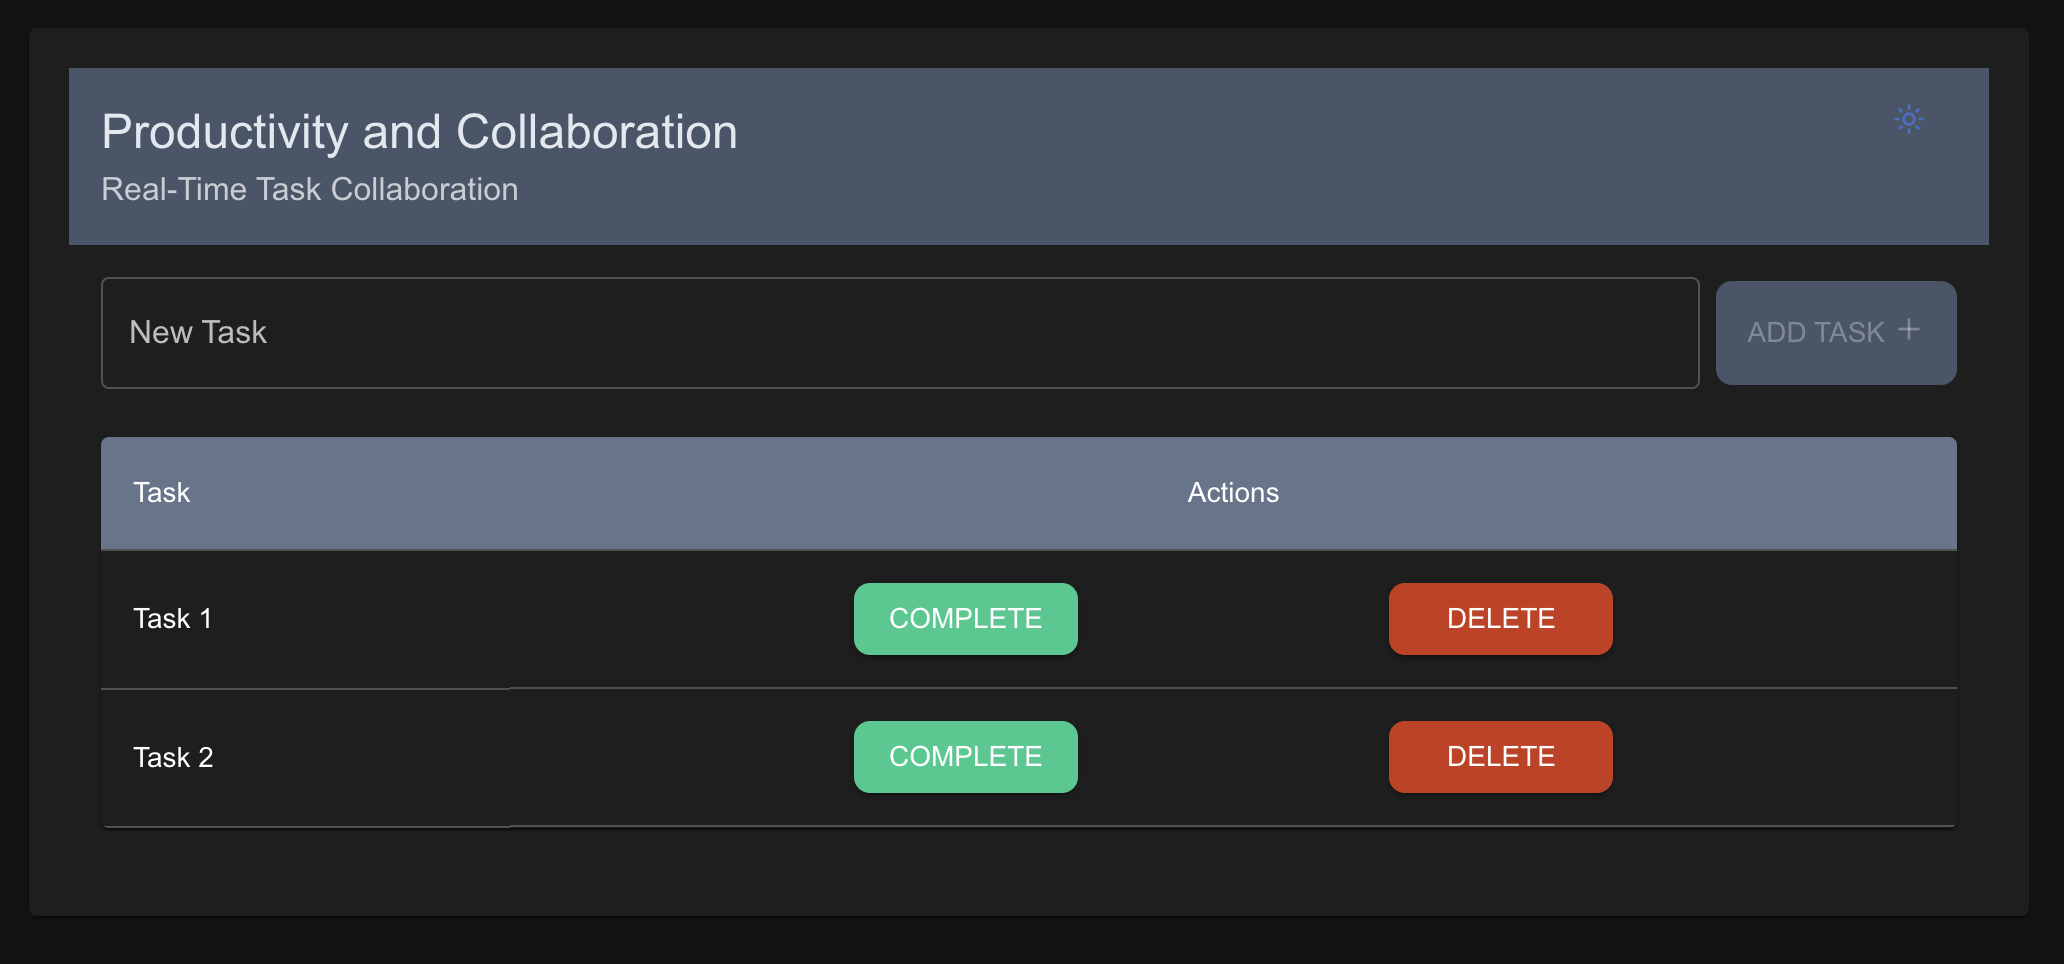 Productivity and Collaboration
Real-Time Task Collaboration
New Task
ADD TASK +
Task Actions
Task 1 COMPLETE DELETE
Task 2 COMPLETE DELETE